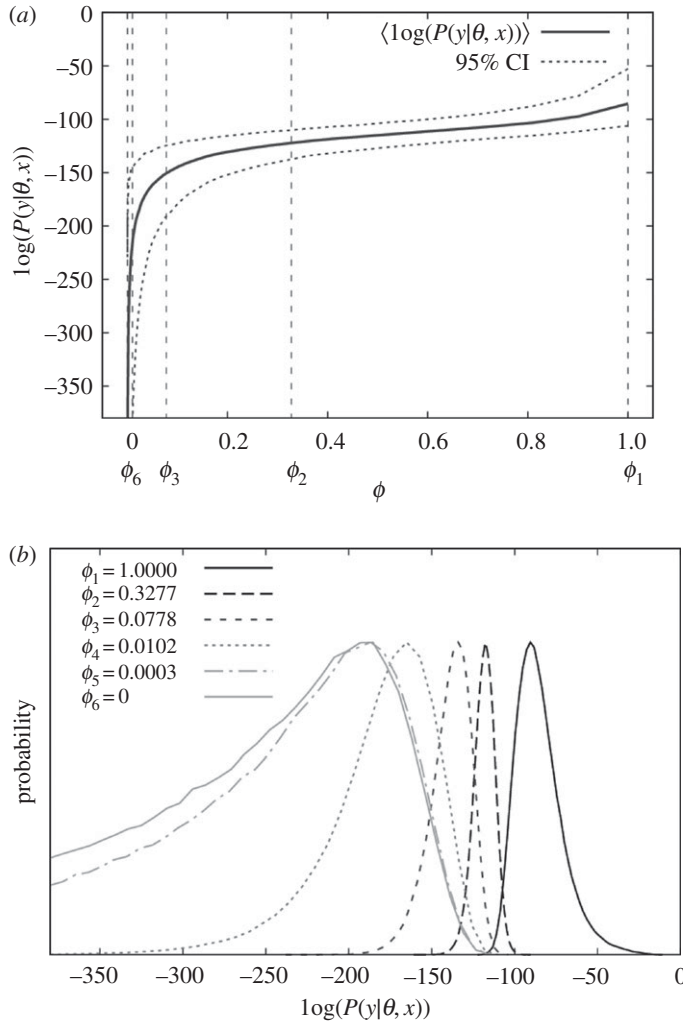 (a)
0
–50
–100
–150
–200
–250
–300
–350
log(P(y|θ, x))
⟨log(P(y|θ, x))⟩
95% CI
0 0.2 0.4 0.6 0.8 1.0
ϕ6 ϕ3 ϕ2 ϕ ϕ1
(b)
ϕ1 = 1.0000
ϕ2 = 0.3277
ϕ3 = 0.0778
ϕ4 = 0.0102
ϕ5 = 0.0003
ϕ6 = 0
probability
–350 –300 –250 –200 –150 –100 –50 0
log(P(y|θ, x))